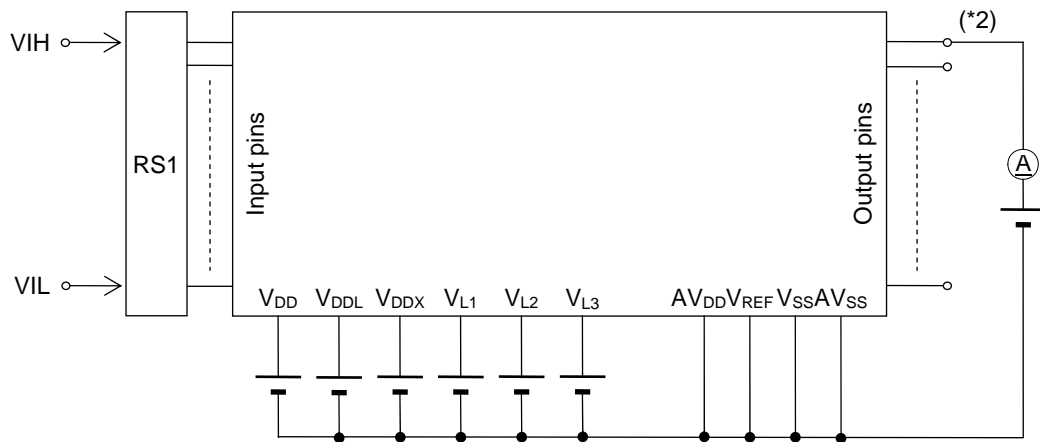 VIH
(*2)
RS1
Input pins
Output pins
A
VIL
VDD VDDL VDDX VL1 VL2 VL3 AVDD VREF VSS AVSS